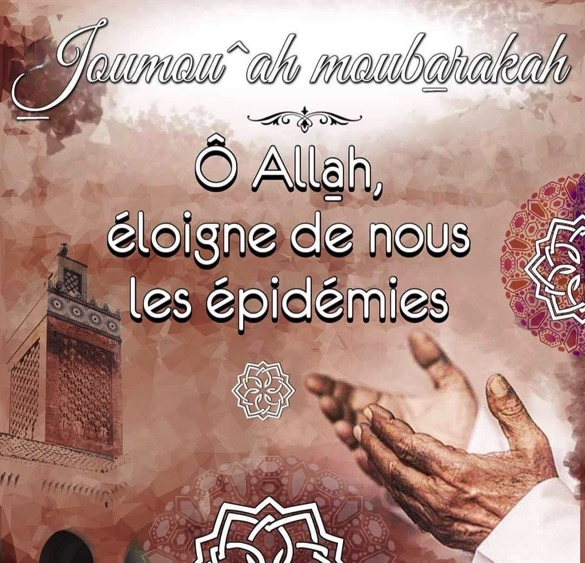 Joumou^ah moubarakah
Ô Allah,
éloigne de nous
les épidémies